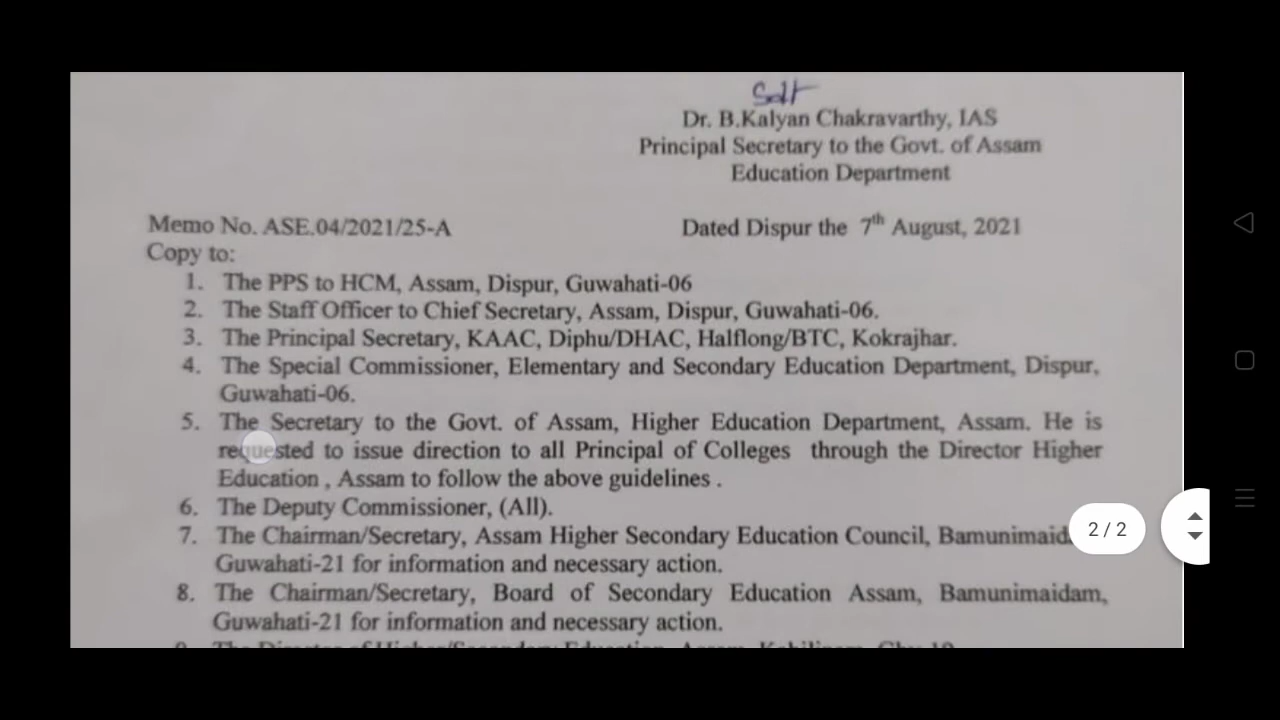 Sd/-
Dr. B.Kalyan Chakravarthy, IAS
Principal Secretary to the Govt. of Assam
Education Department
Memo No. ASE.04/2021/25-A Dated Dispur the 7th August, 2021
Copy to:
1. The PPS to HCM, Assam, Dispur, Guwahati-06
2. The Staff Officer to Chief Secretary, Assam, Dispur, Guwahati-06.
3. The Principal Secretary, KAAC, Diphu/DHAC, Halflong/BTC, Kokrajhar.
4. The Special Commissioner, Elementary and Secondary Education Department, Dispur,
Guwahati-06.
5. The Secretary to the Govt. of Assam, Higher Education Department, Assam. He is
requested to issue direction to all Principal of Colleges through the Director Higher
Education , Assam to follow the above guidelines .
6. The Deputy Commissioner, (All).
7. The Chairman/Secretary, Assam Higher Secondary Education Council,
Guwahati-21 for information and necessary action.
8. The Chairman/Secretary, Board of Secondary Education Assam, Bamunimaidam,
Guwahati-21 for information and necessary action.
2 / 2